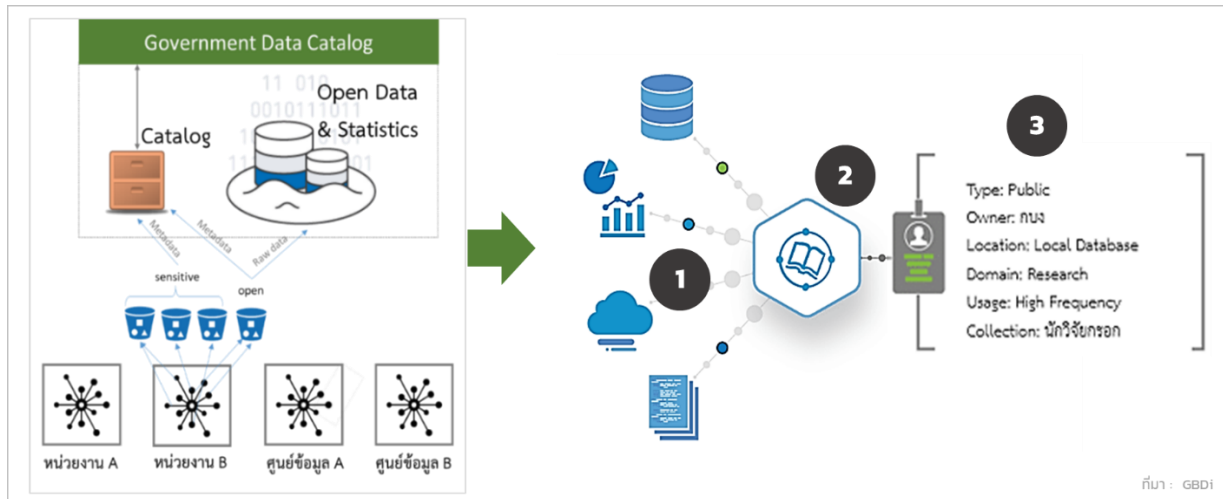 Government Data Catalog
11 010
0010111011
Open Data
& Statistics
Catalog
Metadata
Metadata
Raw data
sensitive
open
หน่วยงาน A
หน่วยงาน B
ศูนย์ข้อมูล A
ศูนย์ข้อมูล B
1
2
3
Type: Public
Owner: กนง
Location: Local Database
Domain: Research
Usage: High Frequency
Collection: นักวิจัยกรอก
ที่มา : GBDi